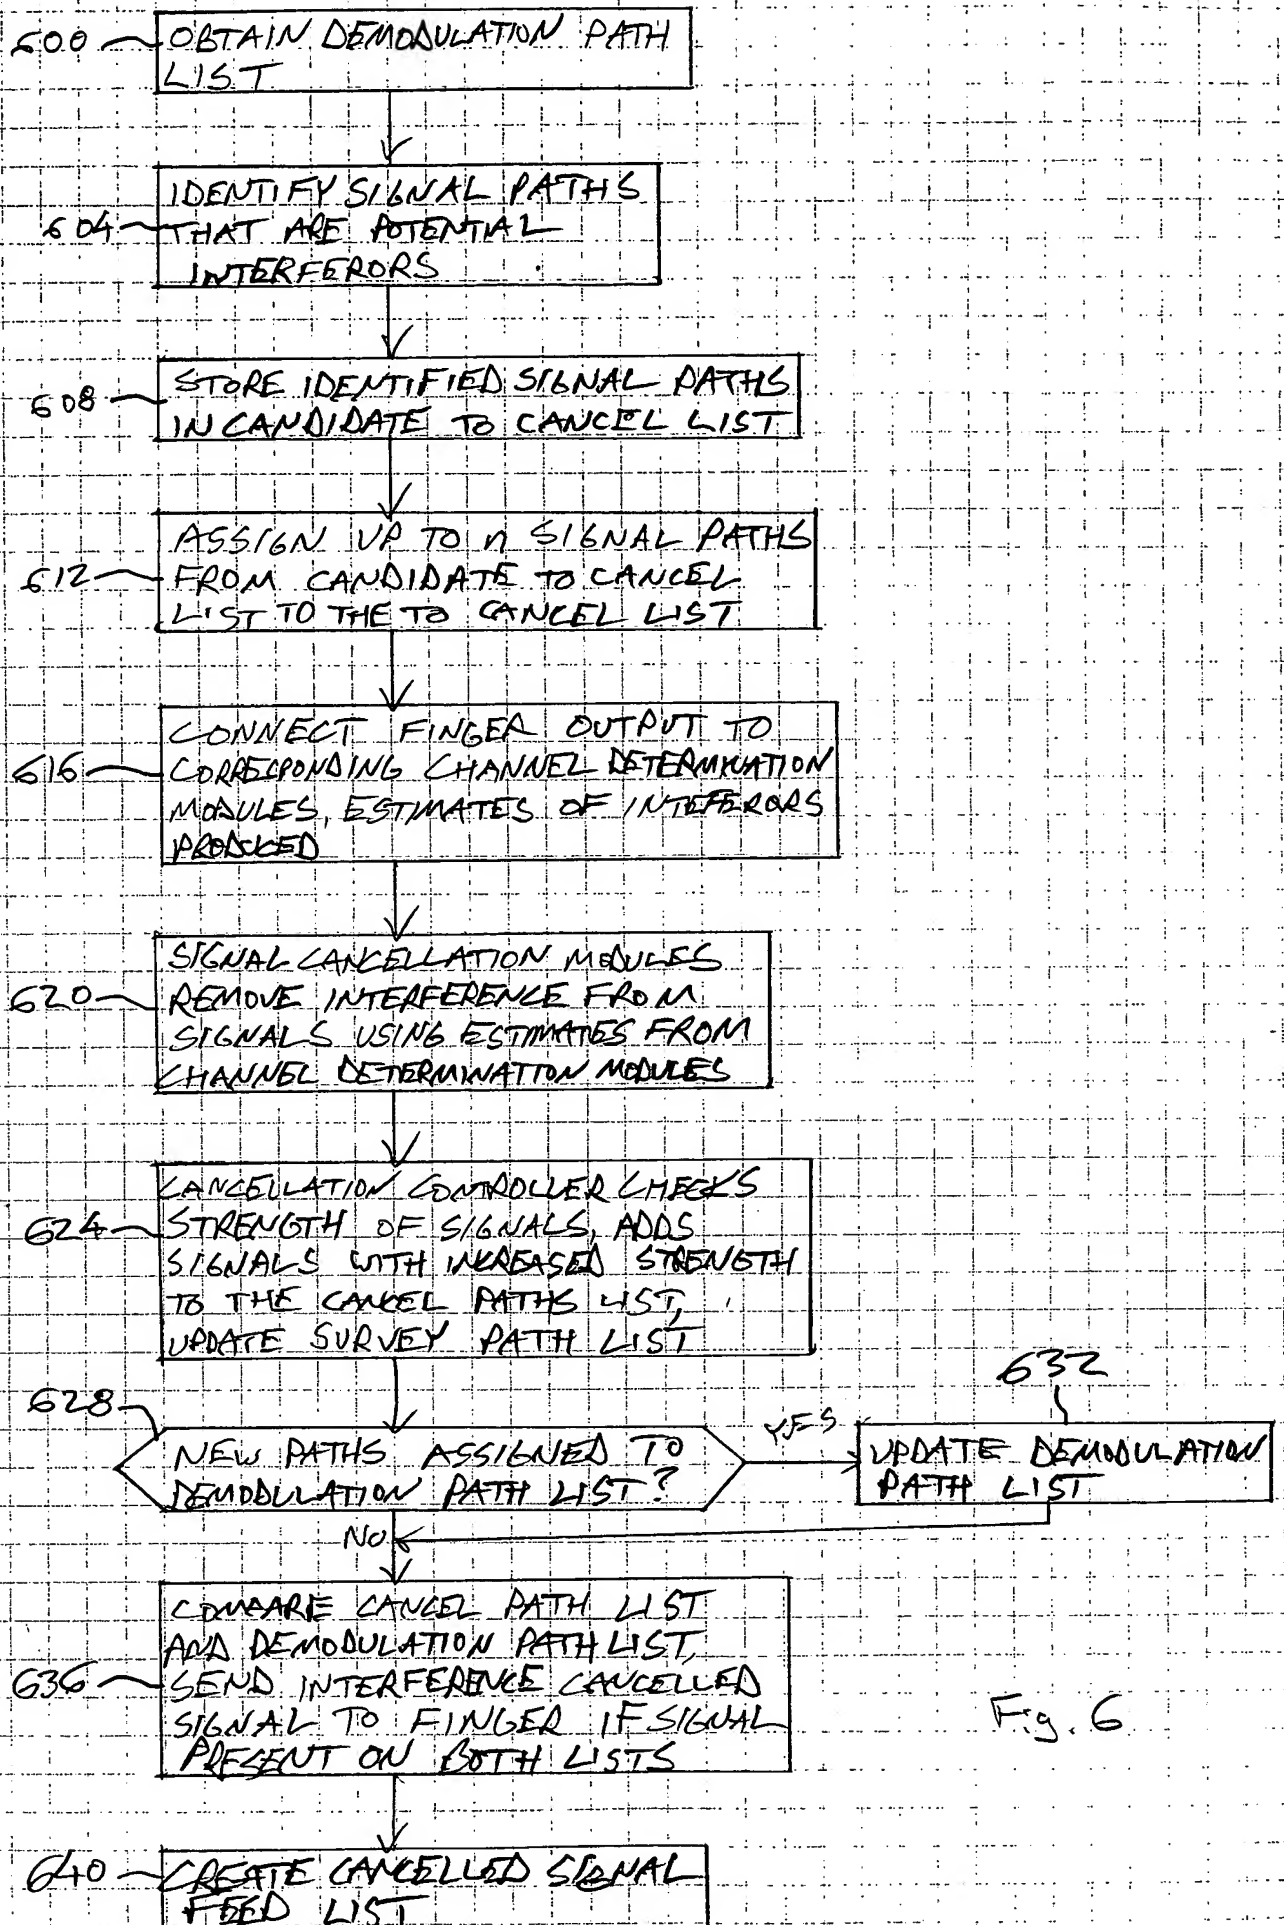 600
OBTAIN DEMODULATION PATH
LIST
604
IDENTIFY SIGNAL PATHS
THAT ARE POTENTIAL
INTERFERORS
608
STORE IDENTIFIED SIGNAL PATHS
IN CANDIDATE TO CANCEL LIST
612
ASSIGN UP TO n SIGNAL PATHS
FROM CANDIDATE TO CANCEL
LIST TO THE TO CANCEL LIST
616
CONNECT FINGER OUTPUT TO
CORRESPONDING CHANNEL DETERMINATION
MODULES, ESTIMATES OF INTEFERORS
PRODUCED
620
SIGNAL CANCELLATION MODULES
REMOVE INTERFERENCE FROM
SIGNALS USING ESTIMATES FROM
CHANNEL DETERMINATION MODULES
624
CANCELLATION CONTROLLER CHECKS
STRENGTH OF SIGNALS, ADDS
SIGNALS WITH INCREASED STRENGTH
TO THE CANCEL PATHS LIST,
UPDATE SURVEY PATH LIST
628
NEW PATHS ASSIGNED TO
DEMODULATION PATH LIST?
YES
632
UPDATE DEMODULATION
PATH LIST
NO
636
COMPARE CANCEL PATH LIST
AND DEMODULATION PATH LIST,
SEND INTERFERENCE CANCELLED
SIGNAL TO FINGER IF SIGNAL
PRESENT ON BOTH LISTS
Fig. 6
640
CREATE CANCELLED SIGNAL
FEED LIST